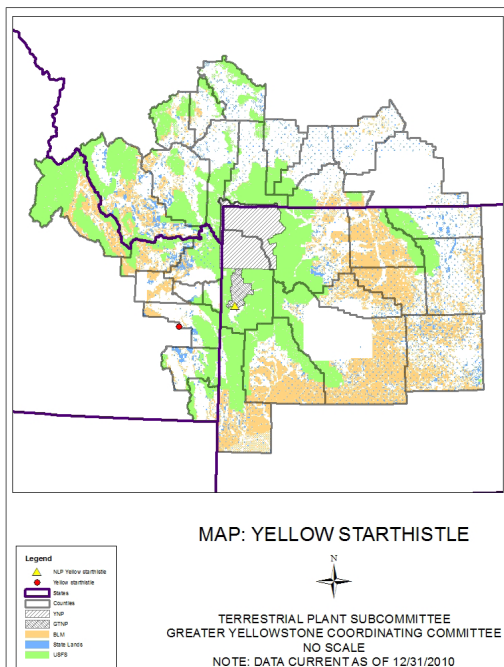 MAP: YELLOW STARTHISTLE
Legend
NLP Yellow starthistle
Yellow starthistle
States
Counties
YNP
GTNP
BLM
State Lands
USFS
N
TERRESTRIAL PLANT SUBCOMMITTEE
GREATER YELLOWSTONE COORDINATING COMMITTEE
NO SCALE
NOTE: DATA CURRENT AS OF 12/31/2010